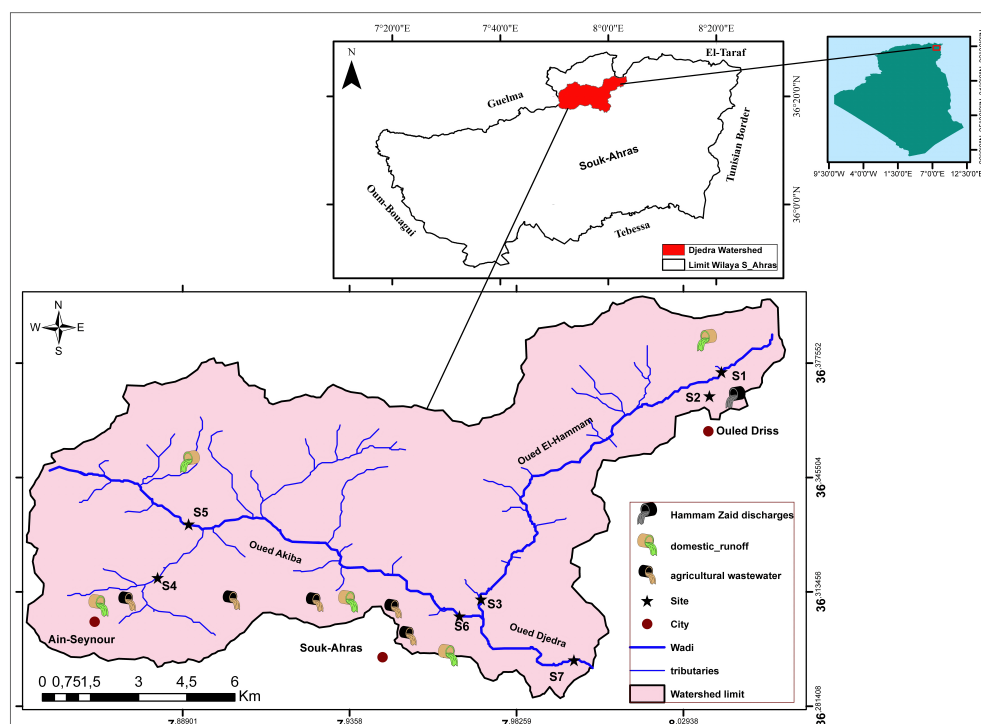 7°20'0"E 7°40'0"E 8°0'0"E 8°20'0"E
N
El-Taraf
Guelma
36°20'0"N
Souk-Ahras
Tunisian Border
Oum-Bouagui
36°0'0"N
Tebessa
Djedra Watershed
Limit Wilaya S_Ahras
9°30'0"W 4°0'0"W 1°30'0"E 7°0'0"E 12°30'0"E
N
W E
S
36.377552
S1
S2
Ouled Driss
Oued El-Hammam
36.345504
S5
Oued Akiba
S4
36.313456
S3
S6
Oued Djedra
Ain-Seynour
Souk-Ahras
S7
Hammam Zaid discharges
domestic_runoff
agricultural wastewater
Site
City
Wadi
tributaries
Watershed limit
0 0,75 1,5 3 4,5 6
Km
36.281408
7.88901 7.9358 7.98259 8.02938